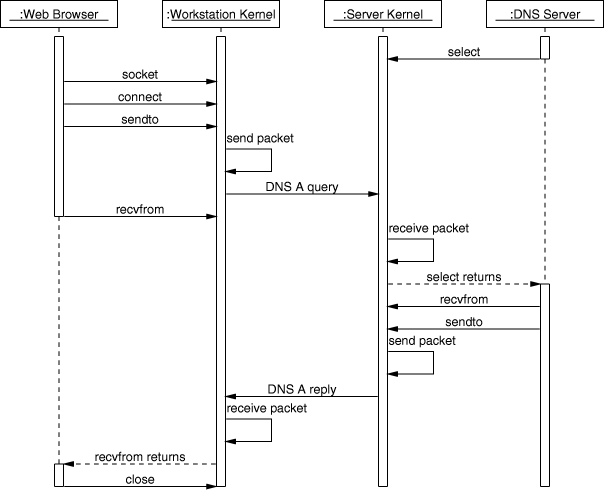 :Web Browser
:Workstation Kernel
:Server Kernel
:DNS Server
select
socket
connect
sendto
send packet
DNS A query
recvfrom
receive packet
select returns
recvfrom
sendto
send packet
DNS A reply
receive packet
recvfrom returns
close